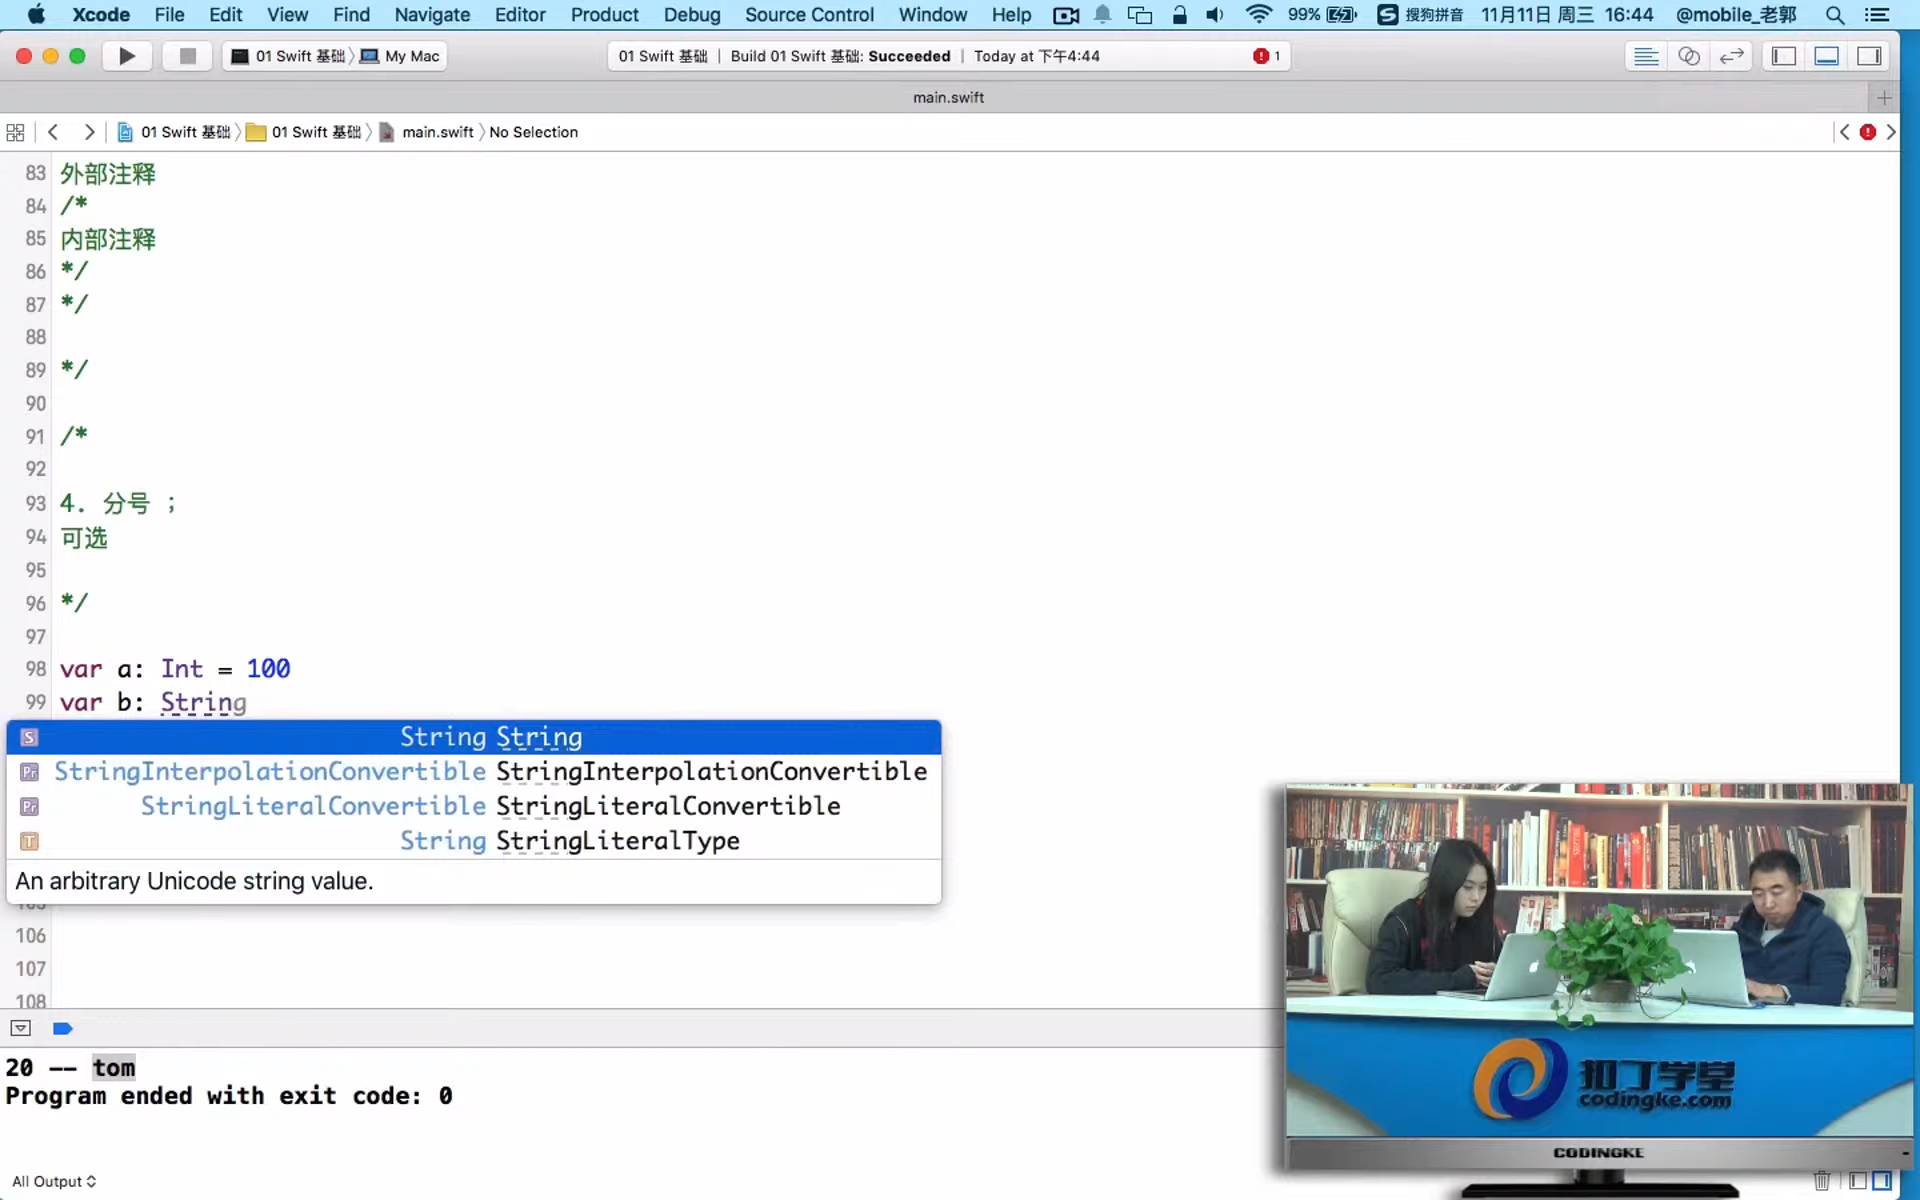 Xcode File Edit View Find Navigate Editor Product Debug Source Control Window Help 99% S 搜狗拼音 11月11日 周三 16:44 @mobile_老郭
01 Swift 基础 My Mac 01 Swift 基础 | Build 01 Swift 基础: Succeeded | Today at 下午4:44 1
main.swift
01 Swift 基础 01 Swift 基础 main.swift No Selection
83 外部注释
84 /*
85 内部注释
86 */
87 */
88
89 */
90
91 /*
92
93 4. 分号 ;
94 可选
95
96 */
97
98 var a: Int = 100
99 var b: String
S String String
Pr StringInterpolationConvertible StringInterpolationConvertible
Pr StringLiteralConvertible StringLiteralConvertible
T String StringLiteralType
An arbitrary Unicode string value.
106
107
108
20 -- tom
Program ended with exit code: 0
All Output
扣丁学堂
codingke.com
CODINGKE